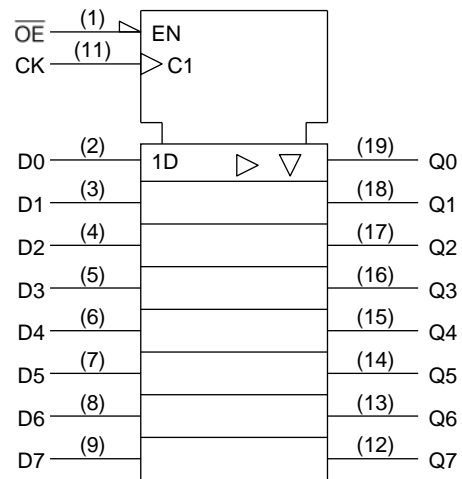 OE (1) EN
CK (11) C1
D0 (2) 1D (19) Q0
D1 (3) (18) Q1
D2 (4) (17) Q2
D3 (5) (16) Q3
D4 (6) (15) Q4
D5 (7) (14) Q5
D6 (8) (13) Q6
D7 (9) (12) Q7